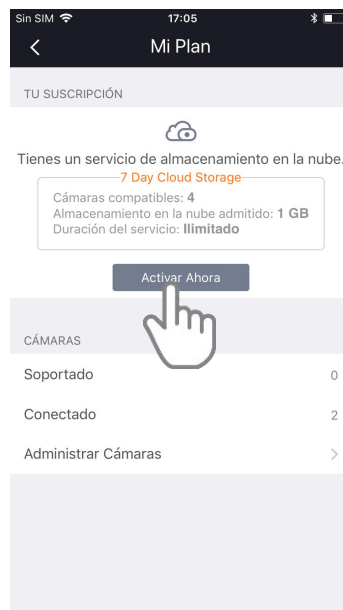 Sin SIM 17:05
Mi Plan
TU SUSCRIPCIÓN
Tienes un servicio de almacenamiento en la nube.
7 Day Cloud Storage
Cámaras compatibles: 4
Almacenamiento en la nube admitido: 1 GB
Duración del servicio: Ilimitado
Activar Ahora
CÁMARAS
Soportado 0
Conectado 2
Administrar Cámaras